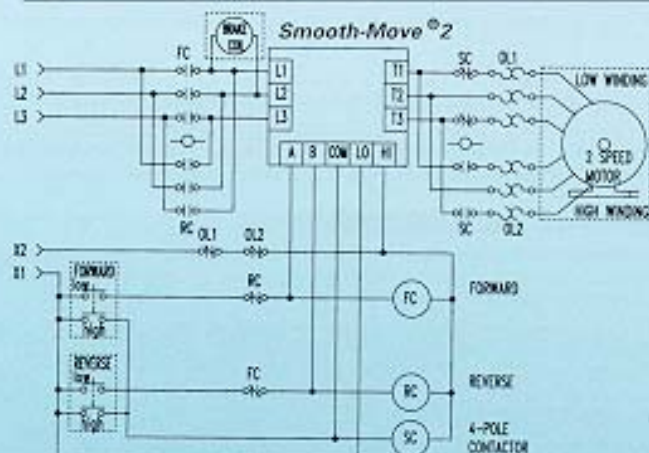 BRAKE
COIL
Smooth-Move ® 2
FC
SC
OL1
L1
L2
L3
L1
L2
L3
T1
T2
T3
LOW WINDING
2 SPEED
MOTOR
HIGH WINDING
A B COM LO HI
RC
SC
OL2
X2
OL1
OL2
X1
FORWARD
low
high
RC
FC
FORWARD
REVERSE
low
high
FC
RC
REVERSE
SC
4-POLE
CONTACTOR